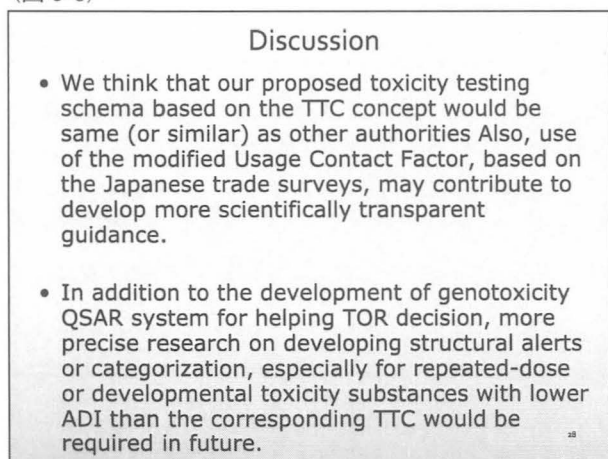 Discussion
• We think that our proposed toxicity testing
schema based on the TTC concept would be
same (or similar) as other authorities Also, use
of the modified Usage Contact Factor, based on
the Japanese trade surveys, may contribute to
develop more scientifically transparent
guidance.
• In addition to the development of genotoxicity
QSAR system for helping TOR decision, more
precise research on developing structural alerts
or categorization, especially for repeated-dose
or developmental toxicity substances with lower
ADI than the corresponding TTC would be
required in future.